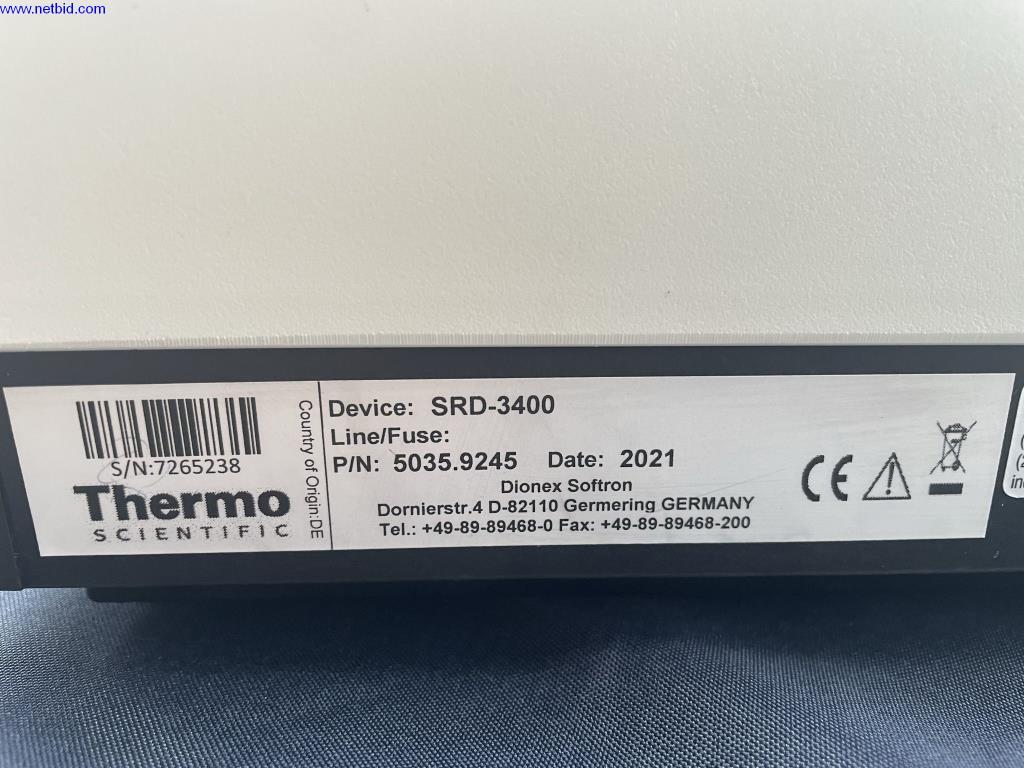 www.netbid.com
S/N:7265238
Thermo
SCIENTIFIC
Country of Origin:DE
Device: SRD-3400
Line/Fuse:
P/N: 5035.9245 Date: 2021
Dionex Softron
Dornierstr.4 D-82110 Germering GERMANY
Tel.: +49-89-89468-0 Fax: +49-89-89468-200
CE